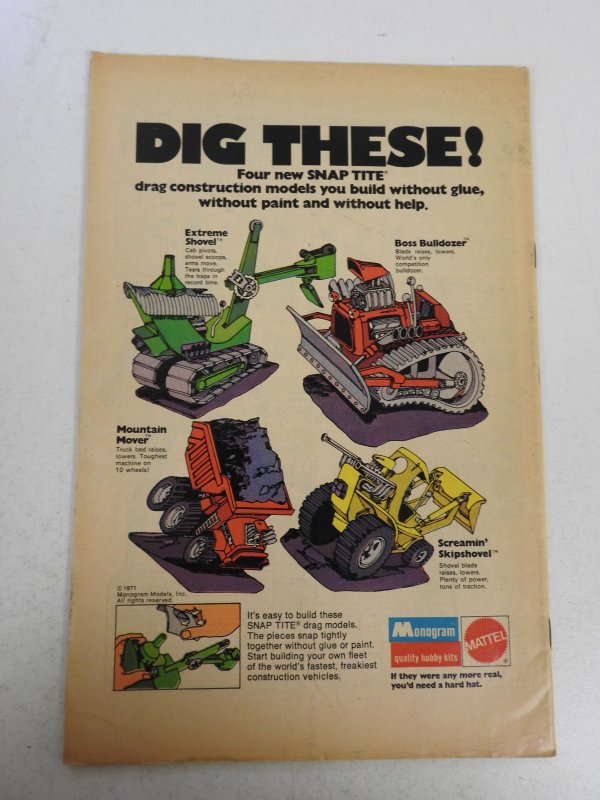 DIG THESE!
Four new SNAP TITE®
drag construction models you build without glue,
without paint and without help.
Extreme
Shovel™
Cab pivots,
shovel scoops,
arms move.
Tears through
the traps in
record time.
Boss Bulldozer™
Blade raises, lowers.
World's only
competition
bulldozer.
Mountain
Mover™
Truck bed raises,
lowers. Toughest
machine on
10 wheels!
Screamin'
Skipshovel™
Shovel blade
raises, lowers.
Plenty of power,
tons of traction.
© 1971
Monogram Models, Inc.
All rights reserved.
It's easy to build these
SNAP TITE® drag models.
The pieces snap tightly
together without glue or paint.
Start building your own fleet
of the world's fastest, freakiest
construction vehicles.
Monogram
quality hobby kits
MATTEL
®
If they were any more real,
you'd need a hard hat.